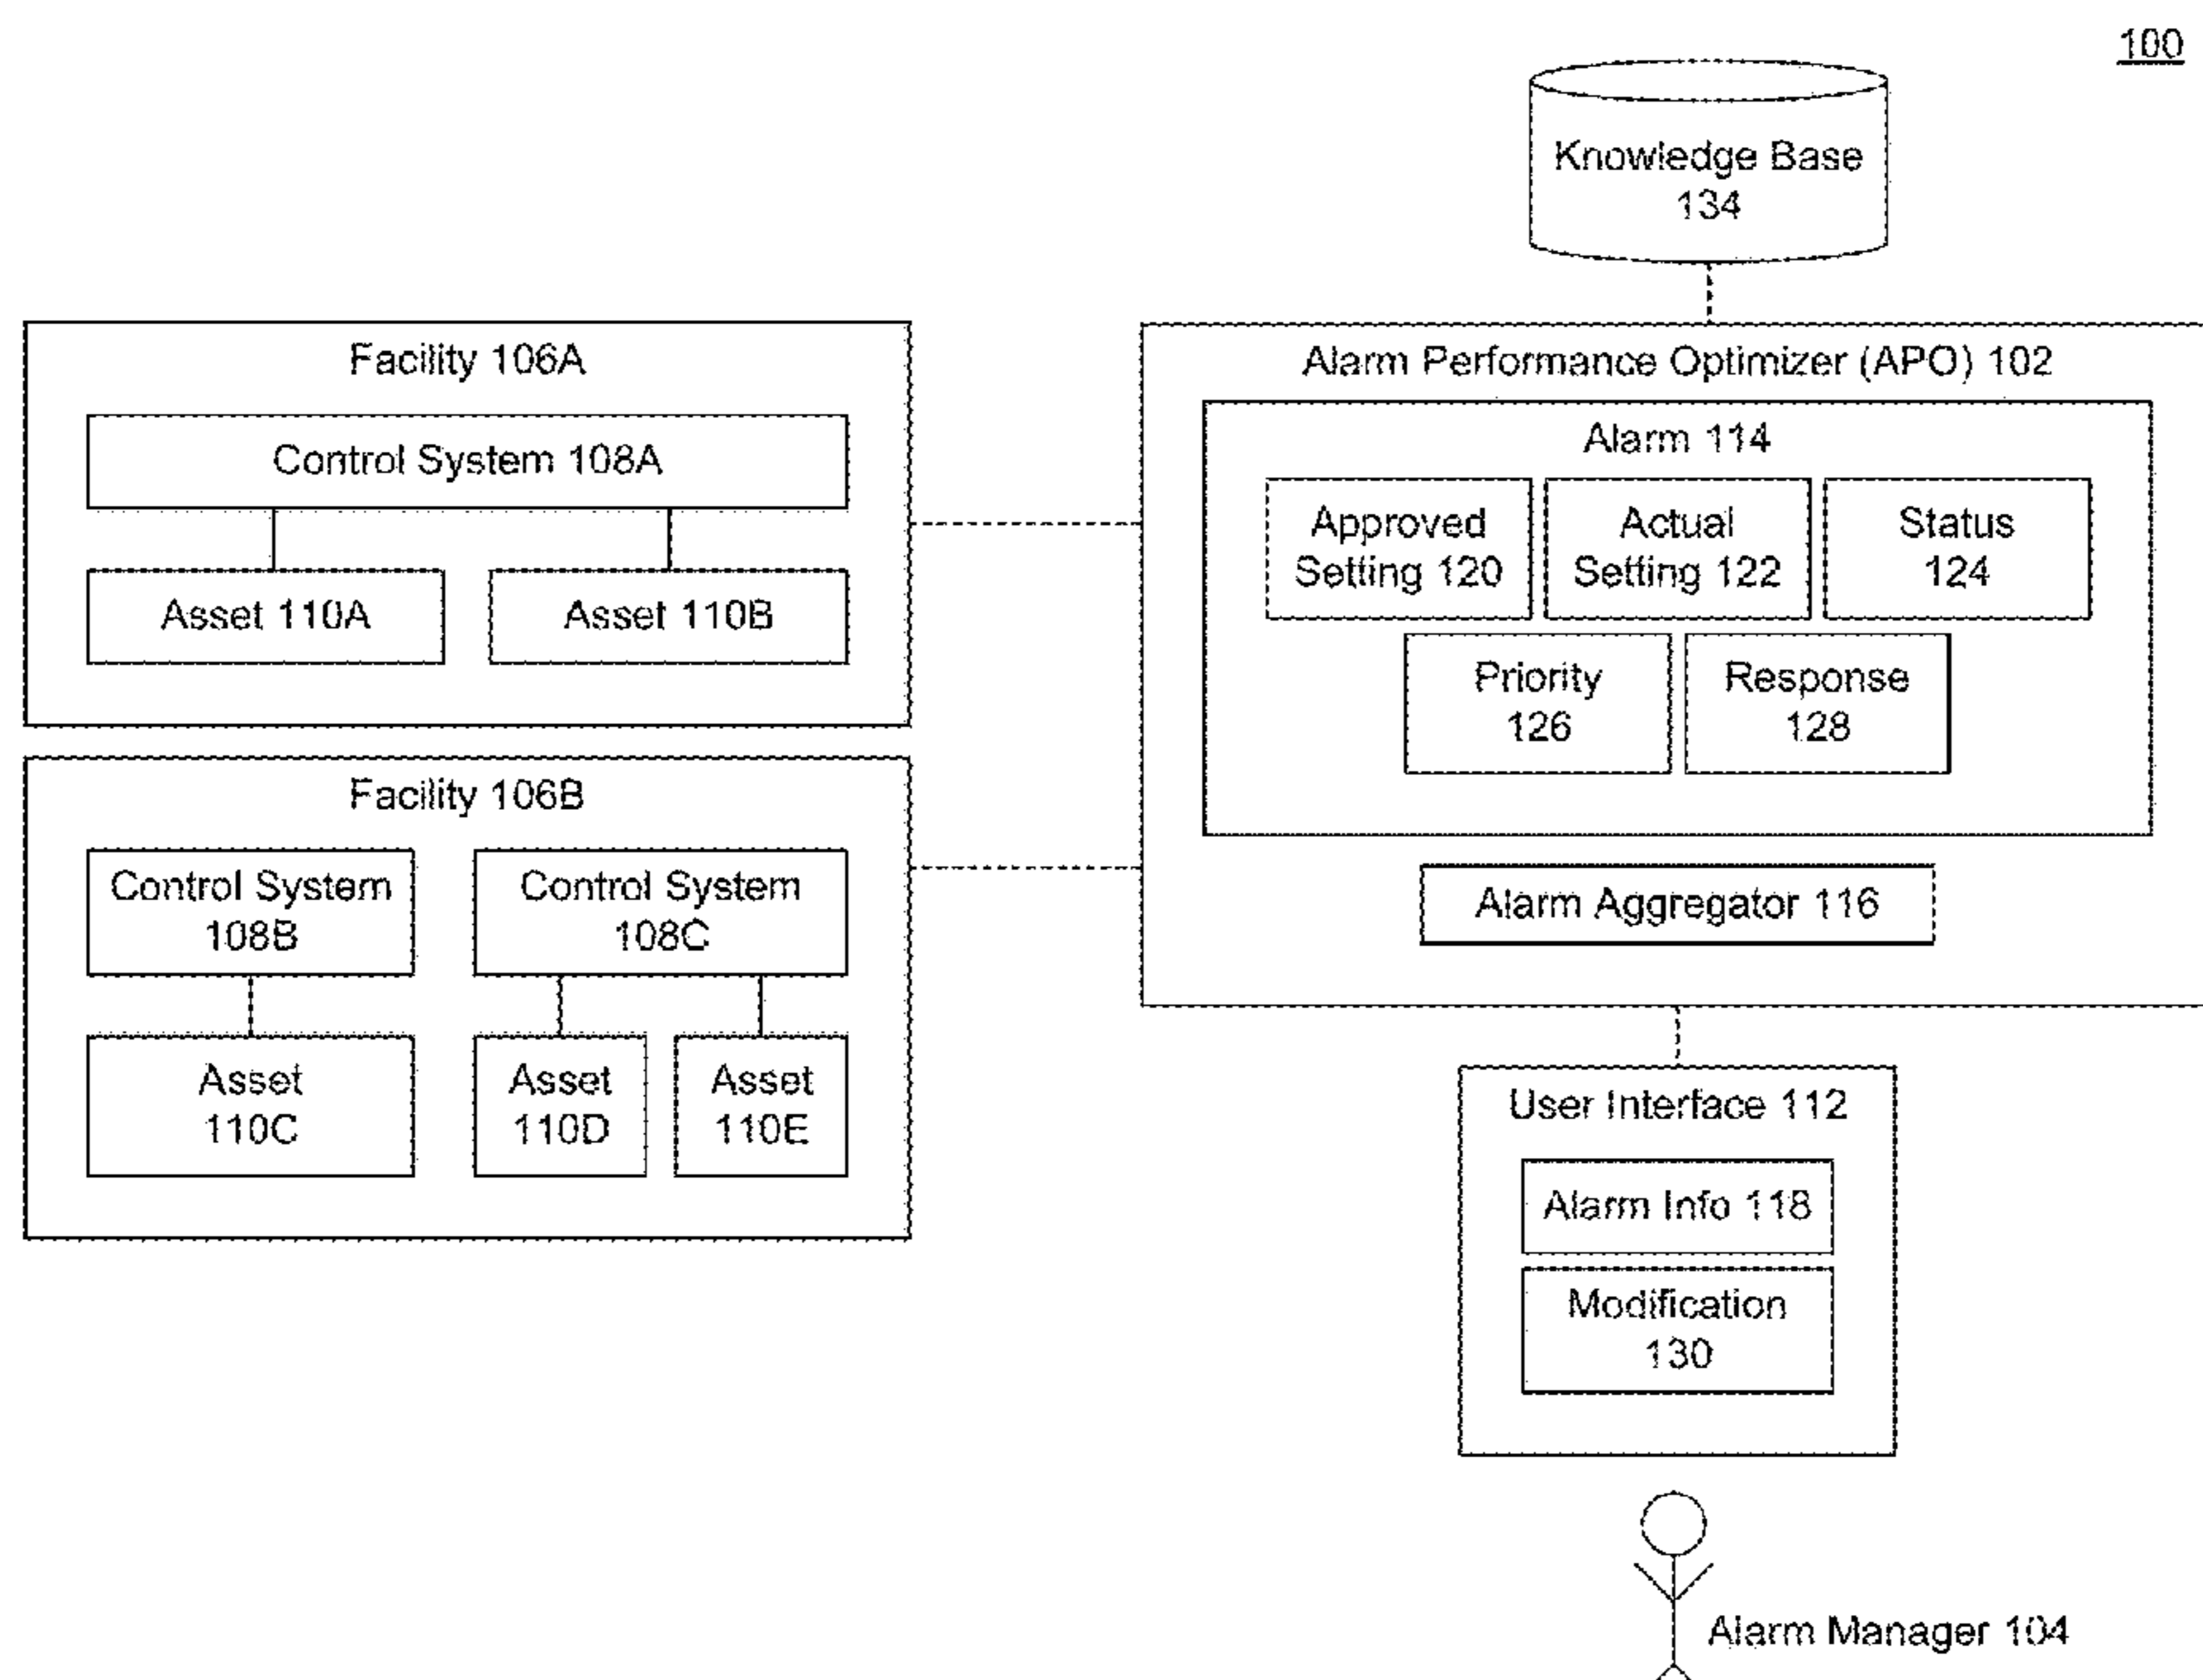 100
Knowledge Base
134
Facility 106A
Control System 108A
Asset 110A
Asset 110B
Facility 106B
Control System
108B
Control System
108C
Asset
110C
Asset
110D
Asset
110E
Alarm Performance Optimizer (APO) 102
Alarm 114
Approved
Setting 120
Actual
Setting 122
Status
124
Priority
126
Response
128
Alarm Aggregator 116
User Interface 112
Alarm Info 118
Modification
130
Alarm Manager 104